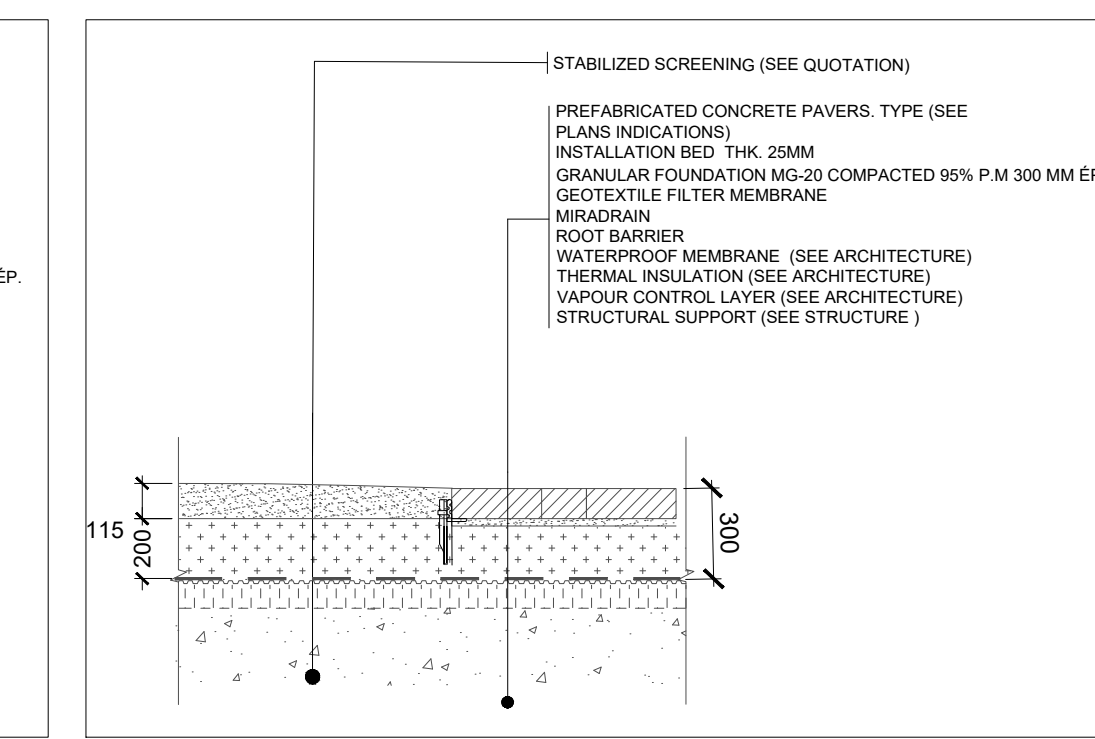 STABILIZED SCREENING (SEE QUOTATION)
PREFABRICATED CONCRETE PAVERS. TYPE (SEE
PLANS INDICATIONS)
INSTALLATION BED THK. 25MM
GRANULAR FOUNDATION MG-20 COMPACTED 95% P.M 300 MM ÉP
GEOTEXTILE FILTER MEMBRANE
MIRADRAIN
ROOT BARRIER
WATERPROOF MEMBRANE (SEE ARCHITECTURE)
THERMAL INSULATION (SEE ARCHITECTURE)
VAPOUR CONTROL LAYER (SEE ARCHITECTURE)
STRUCTURAL SUPPORT (SEE STRUCTURE )
ÉP.
115
200
300